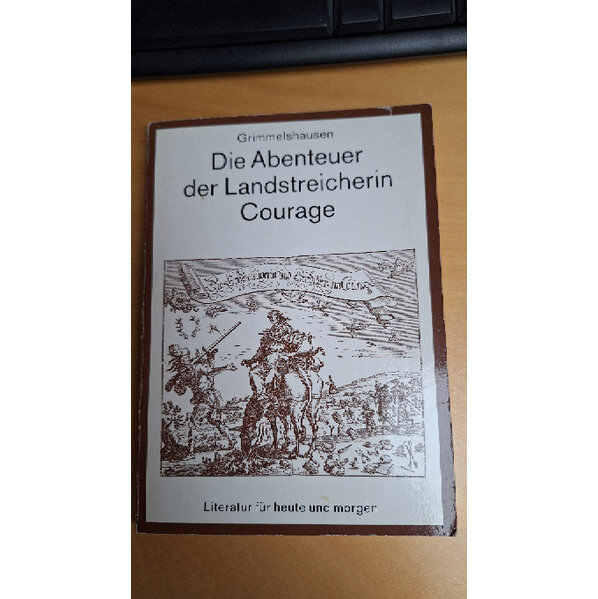 Grimmelshausen
Die Abenteuer
der Landstreicherin
Courage
Literatur für heute und morgen